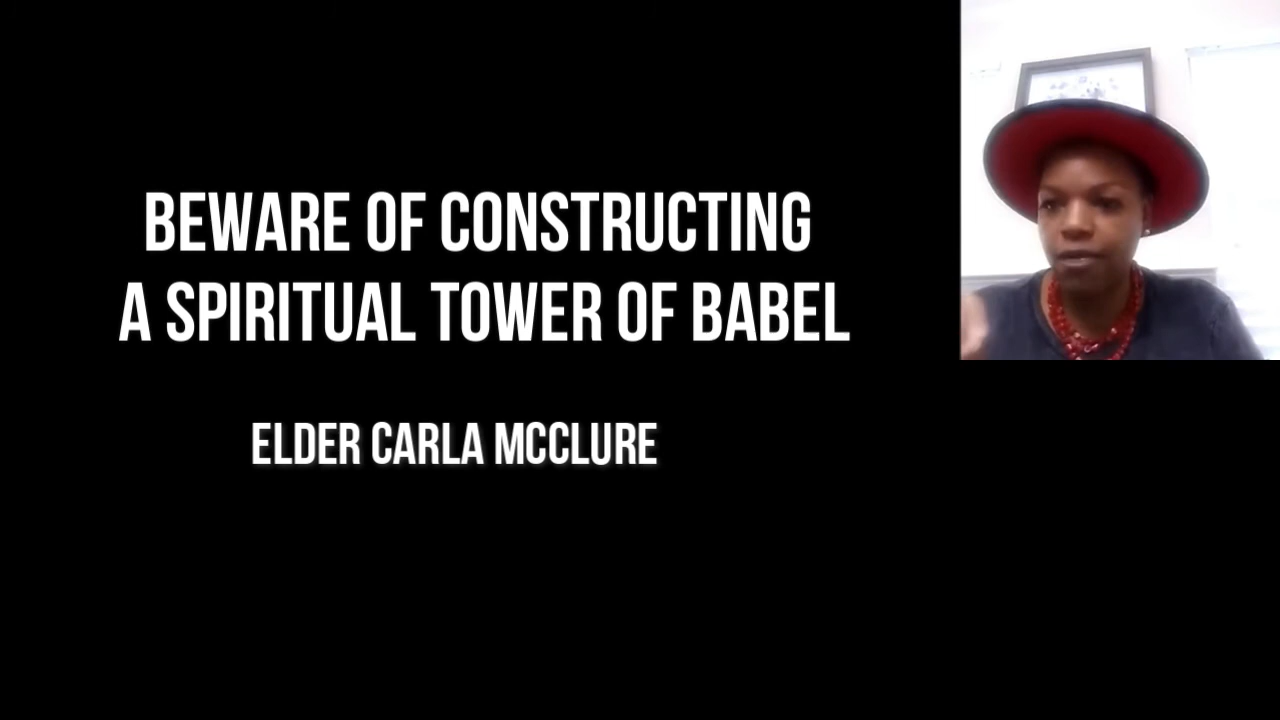 BEWARE OF CONSTRUCTING
A SPIRITUAL TOWER OF BABEL
ELDER CARLA MCCLURE